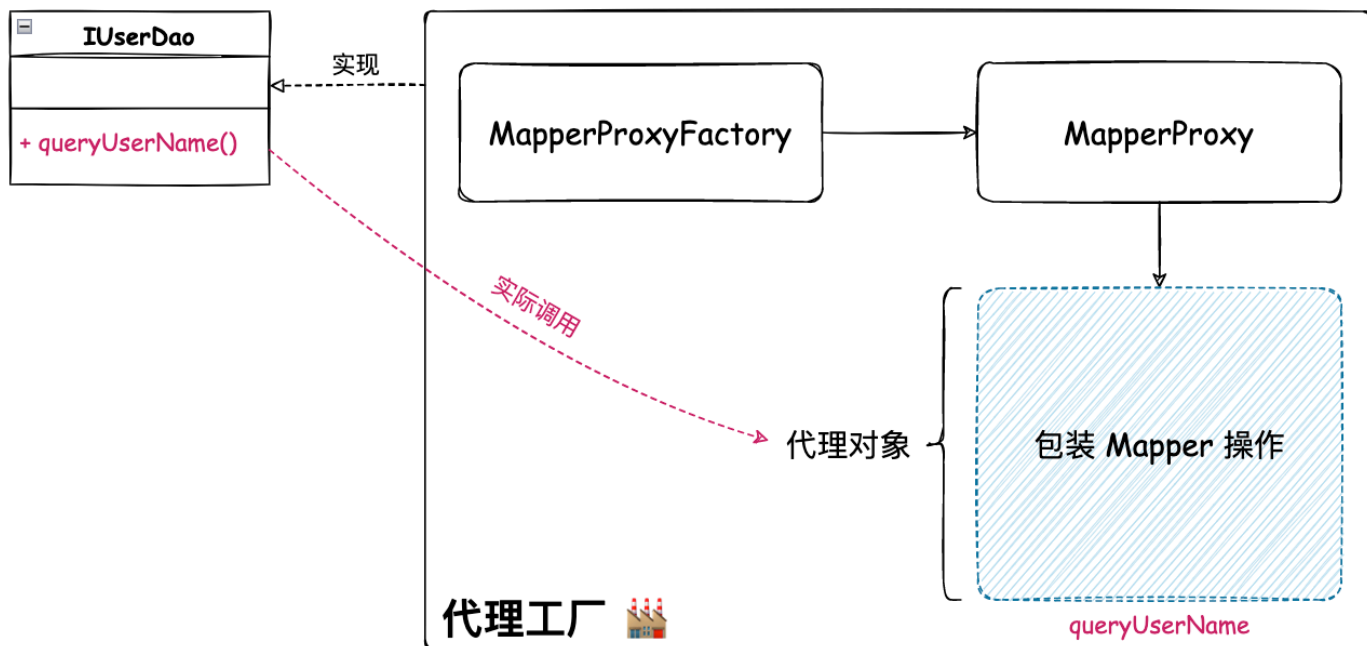 IUserDao
+ queryUserName()
实现
MapperProxyFactory
MapperProxy
实际调用
代理对象
包装 Mapper 操作
代理工厂
queryUserName